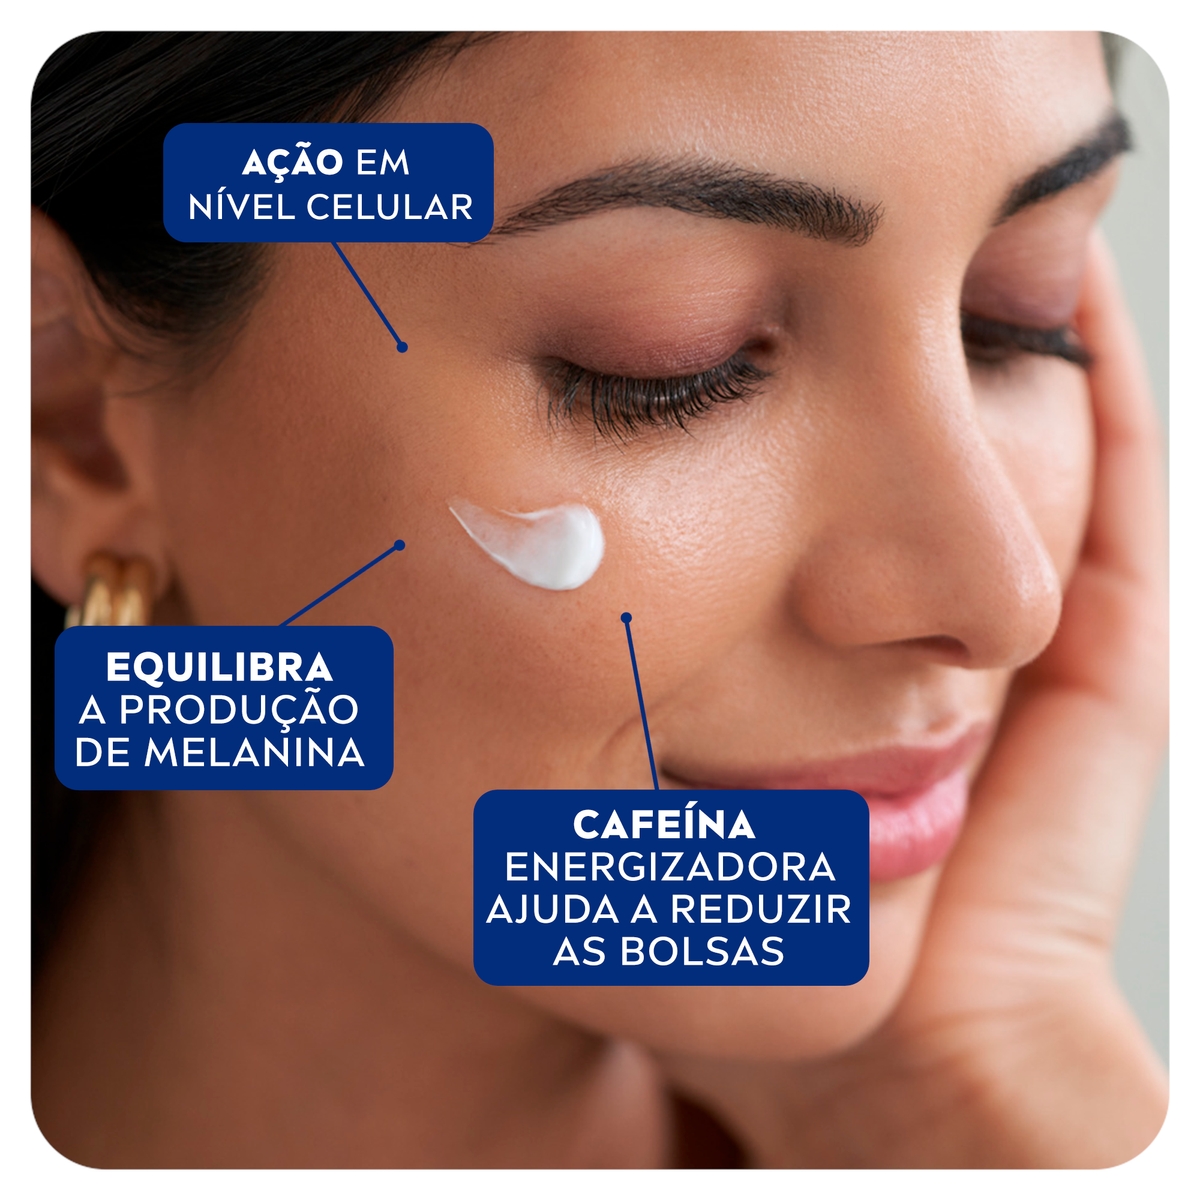 AÇÃO EM
NÍVEL CELULAR
EQUILIBRA
A PRODUÇÃO
DE MELANINA
CAFEÍNA
ENERGIZADORA
AJUDA A REDUZIR
AS BOLSAS